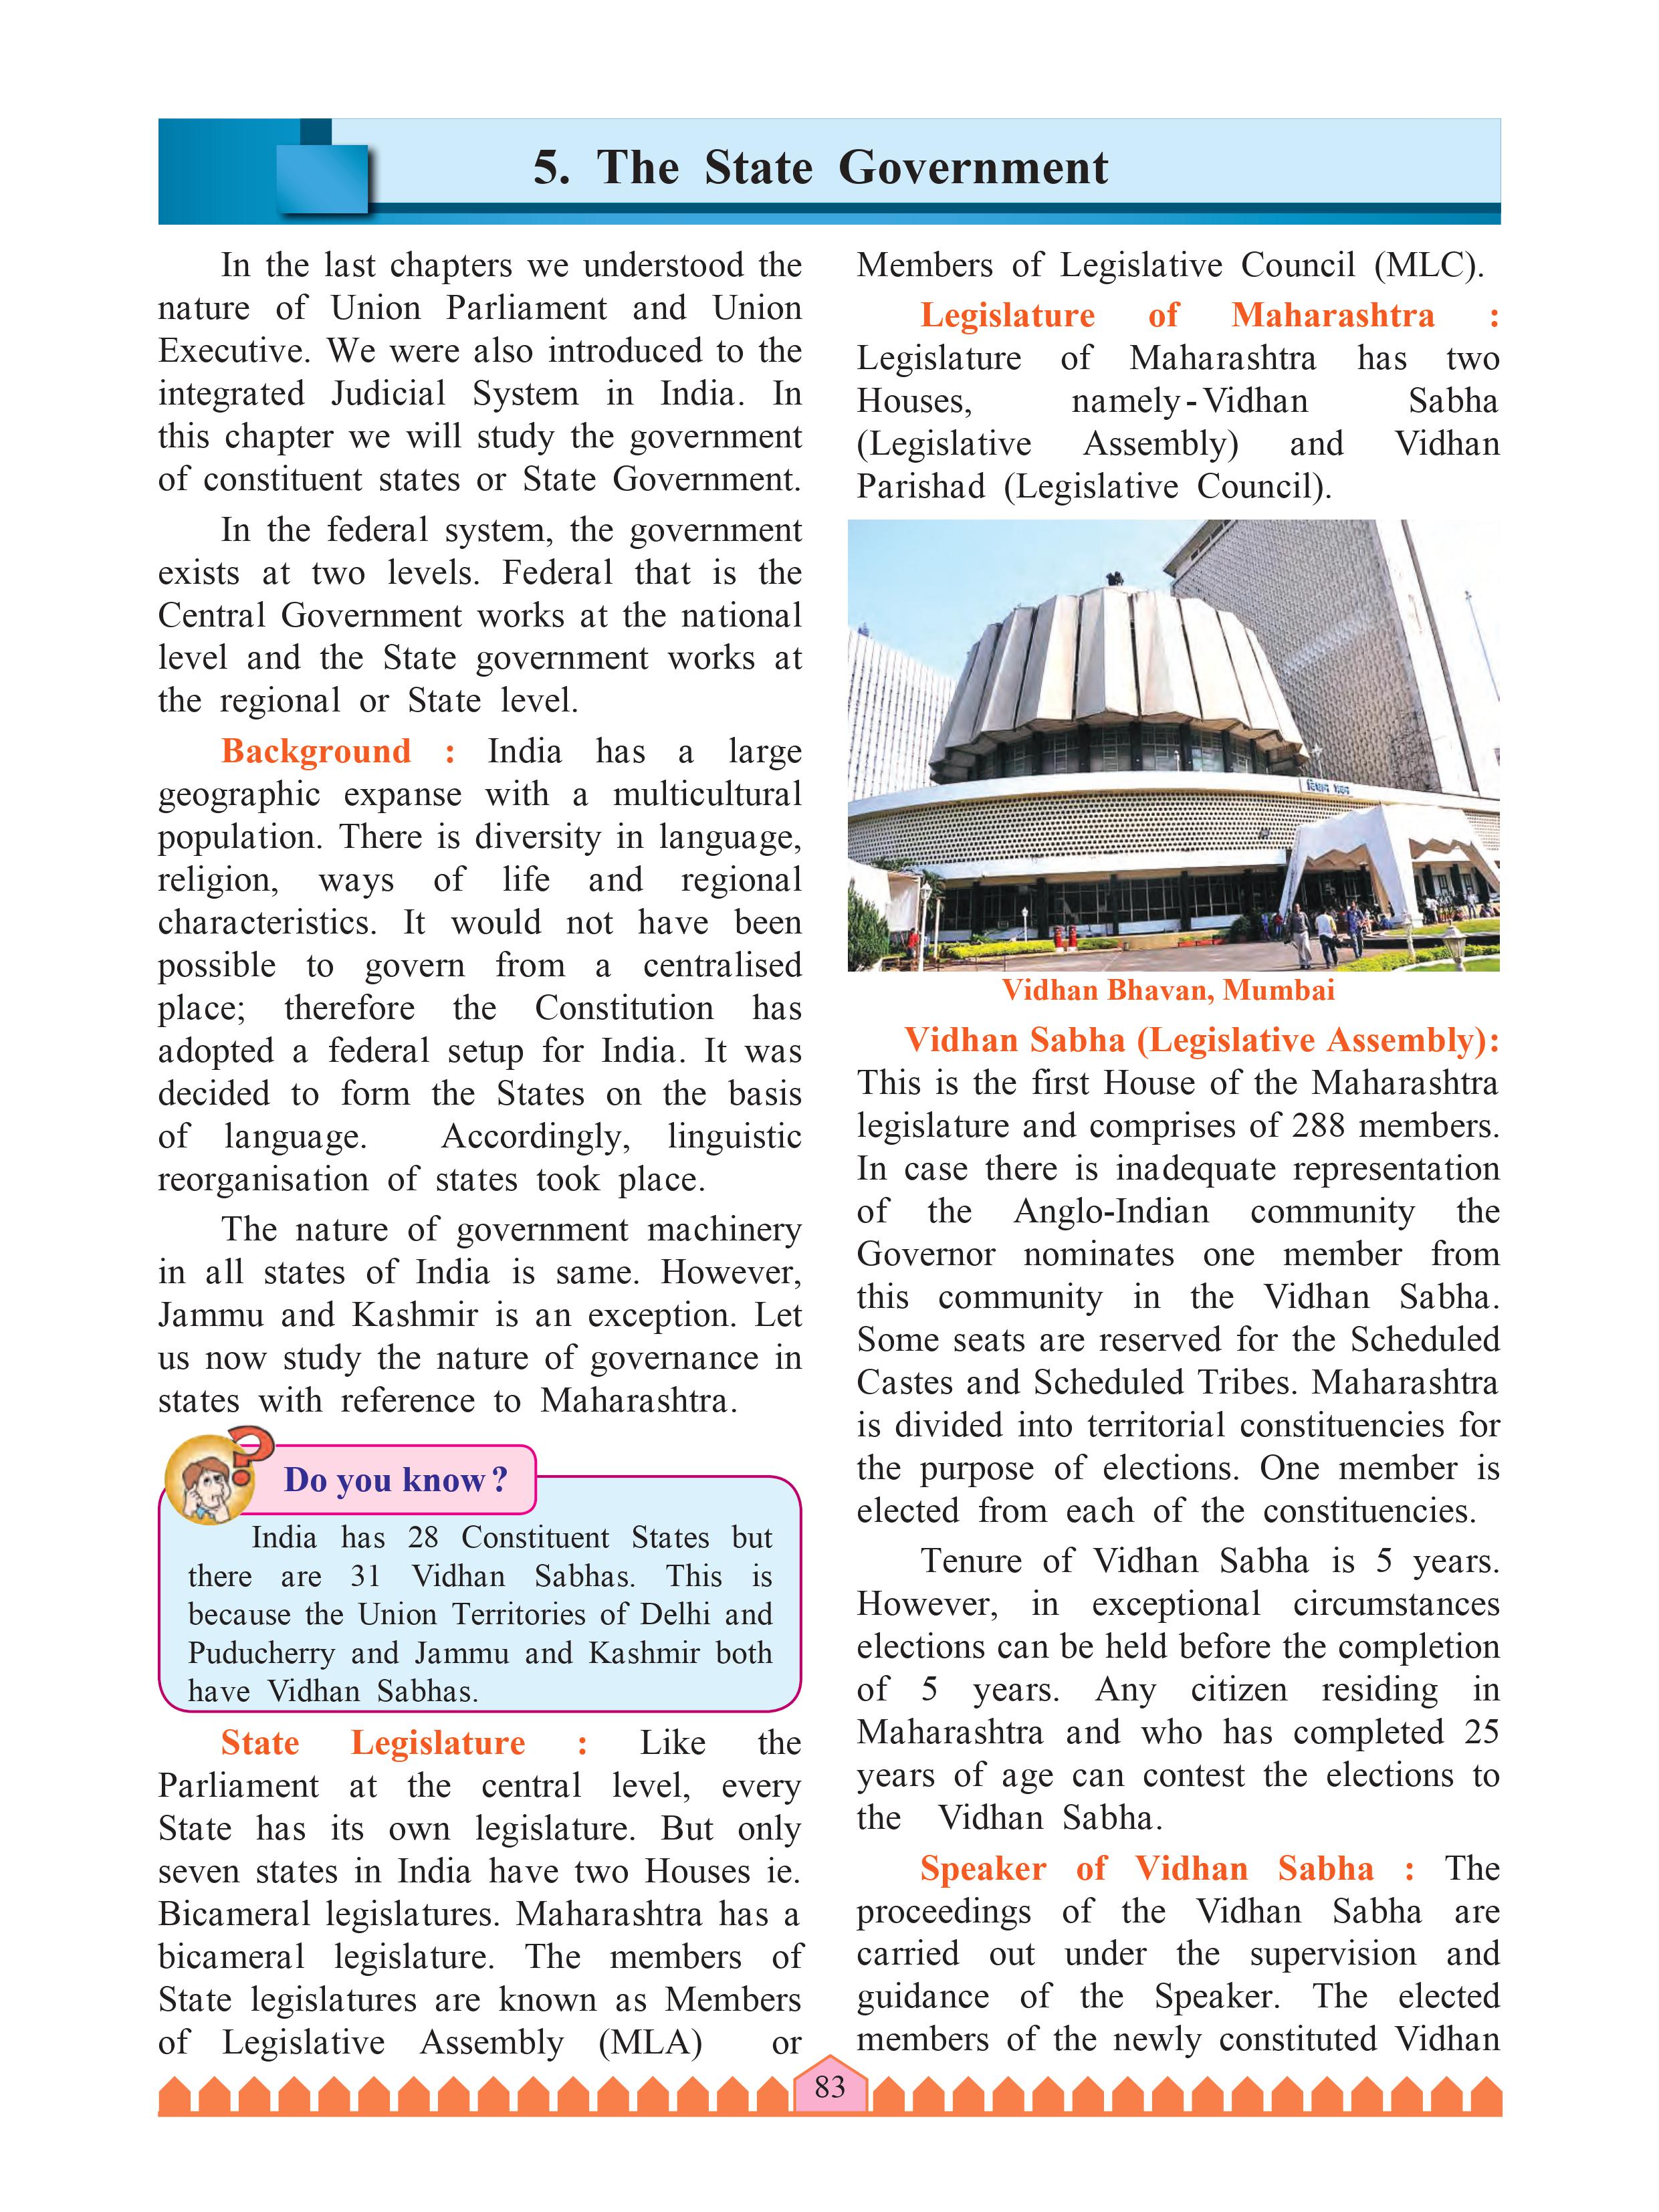 5. The State Government
In the last chapters we understood the
nature of Union Parliament and Union
Executive. We were also introduced to the
integrated Judicial System in India. In
this chapter we will study the government
of constituent states or State Government.
In the federal system, the government
exists at two levels. Federal that is the
Central Government works at the national
level and the State government works at
the regional or State level.
Background : India has a large
geographic expanse with a multicultural
population. There is diversity in language,
religion, ways of life and regional
characteristics. It would not have been
possible to govern from a centralised
place; therefore the Constitution has
adopted a federal setup for India. It was
decided to form the States on the basis
of language. Accordingly, linguistic
reorganisation of states took place.
The nature of government machinery
in all states of India is same. However,
Jammu and Kashmir is an exception. Let
us now study the nature of governance in
states with reference to Maharashtra.
Do you know ?
India has 28 Constituent States but
there are 31 Vidhan Sabhas. This is
because the Union Territories of Delhi and
Puducherry and Jammu and Kashmir both
have Vidhan Sabhas.
State Legislature : Like the
Parliament at the central level, every
State has its own legislature. But only
seven states in India have two Houses ie.
Bicameral legislatures. Maharashtra has a
bicameral legislature. The members of
State legislatures are known as Members
of Legislative Assembly (MLA) or
Members of Legislative Council (MLC).
Legislature of Maharashtra :
Legislature of Maharashtra has two
Houses, namely-Vidhan Sabha
(Legislative Assembly) and Vidhan
Parishad (Legislative Council).
विधान भवन
Vidhan Bhavan, Mumbai
Vidhan Sabha (Legislative Assembly):
This is the first House of the Maharashtra
legislature and comprises of 288 members.
In case there is inadequate representation
of the Anglo-Indian community the
Governor nominates one member from
this community in the Vidhan Sabha.
Some seats are reserved for the Scheduled
Castes and Scheduled Tribes. Maharashtra
is divided into territorial constituencies for
the purpose of elections. One member is
elected from each of the constituencies.
Tenure of Vidhan Sabha is 5 years.
However, in exceptional circumstances
elections can be held before the completion
of 5 years. Any citizen residing in
Maharashtra and who has completed 25
years of age can contest the elections to
the Vidhan Sabha.
Speaker of Vidhan Sabha : The
proceedings of the Vidhan Sabha are
carried out under the supervision and
guidance of the Speaker. The elected
members of the newly constituted Vidhan
83